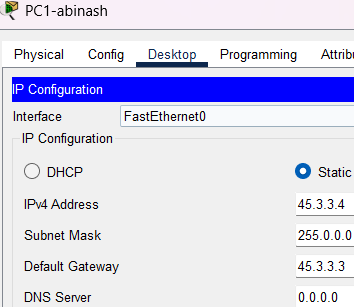 PC1-abinash
Physical Config Desktop Programming Attrib
IP Configuration
Interface FastEthernet0
IP Configuration
DHCP Static
IPv4 Address 45.3.3.4
Subnet Mask 255.0.0.0
Default Gateway 45.3.3.3
DNS Server 0.0.0.0